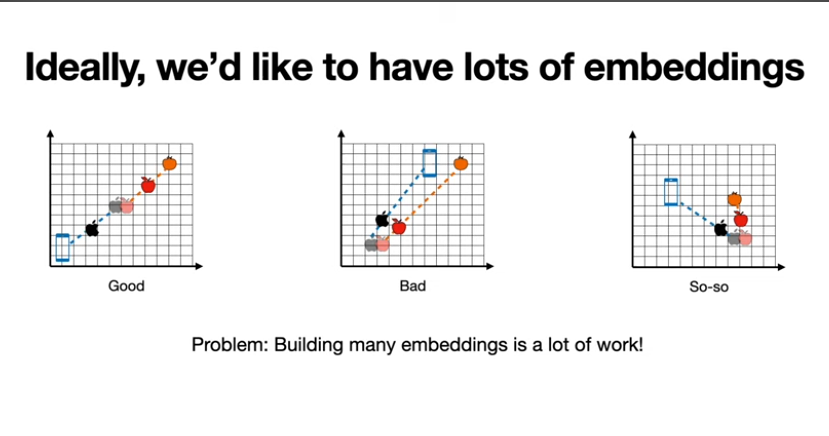 Ideally, we'd like to have lots of embeddings
Good
Bad
So-so
Problem: Building many embeddings is a lot of work!